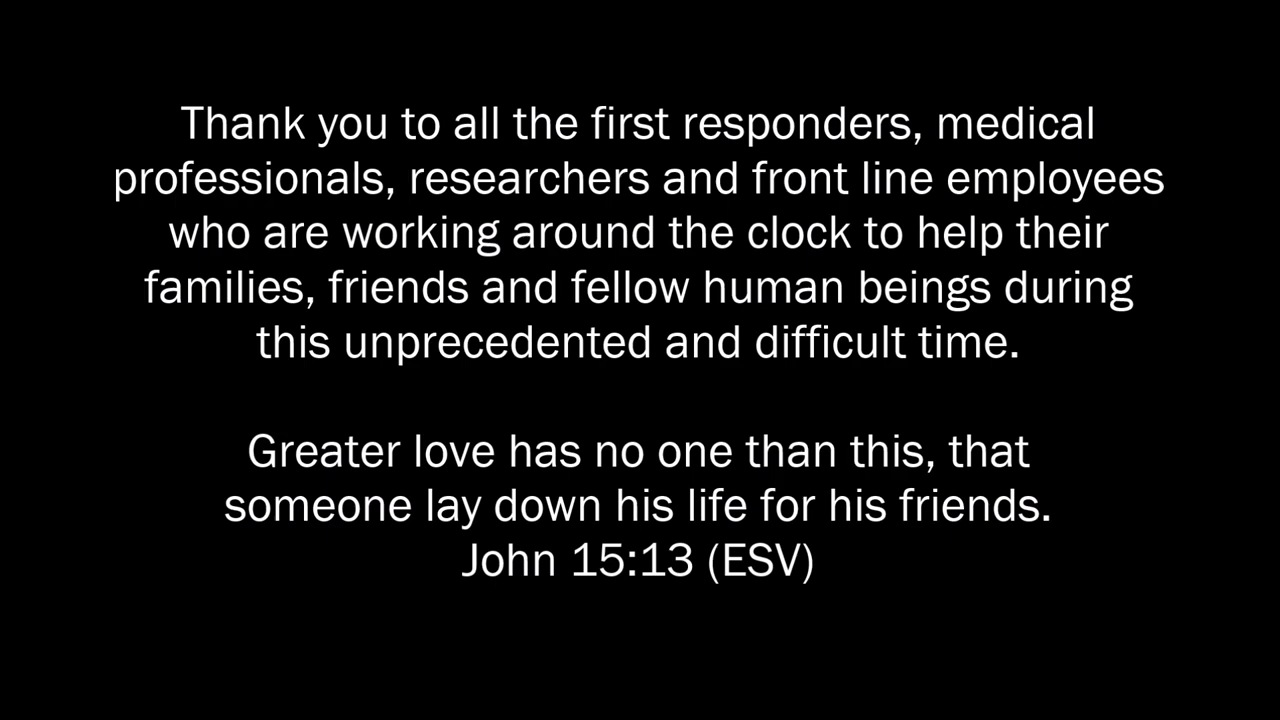 Thank you to all the first responders, medical
professionals, researchers and front line employees
who are working around the clock to help their
families, friends and fellow human beings during
this unprecedented and difficult time.
Greater love has no one than this, that
someone lay down his life for his friends.
John 15:13 (ESV)